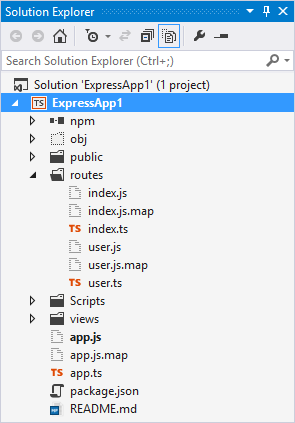 Solution Explorer
Search Solution Explorer (Ctrl+;)
Solution 'ExpressApp1' (1 project)
TS ExpressApp1
npm
obj
public
routes
index.js
index.js.map
TS index.ts
user.js
user.js.map
TS user.ts
Scripts
views
app.js
app.js.map
TS app.ts
package.json
README.md